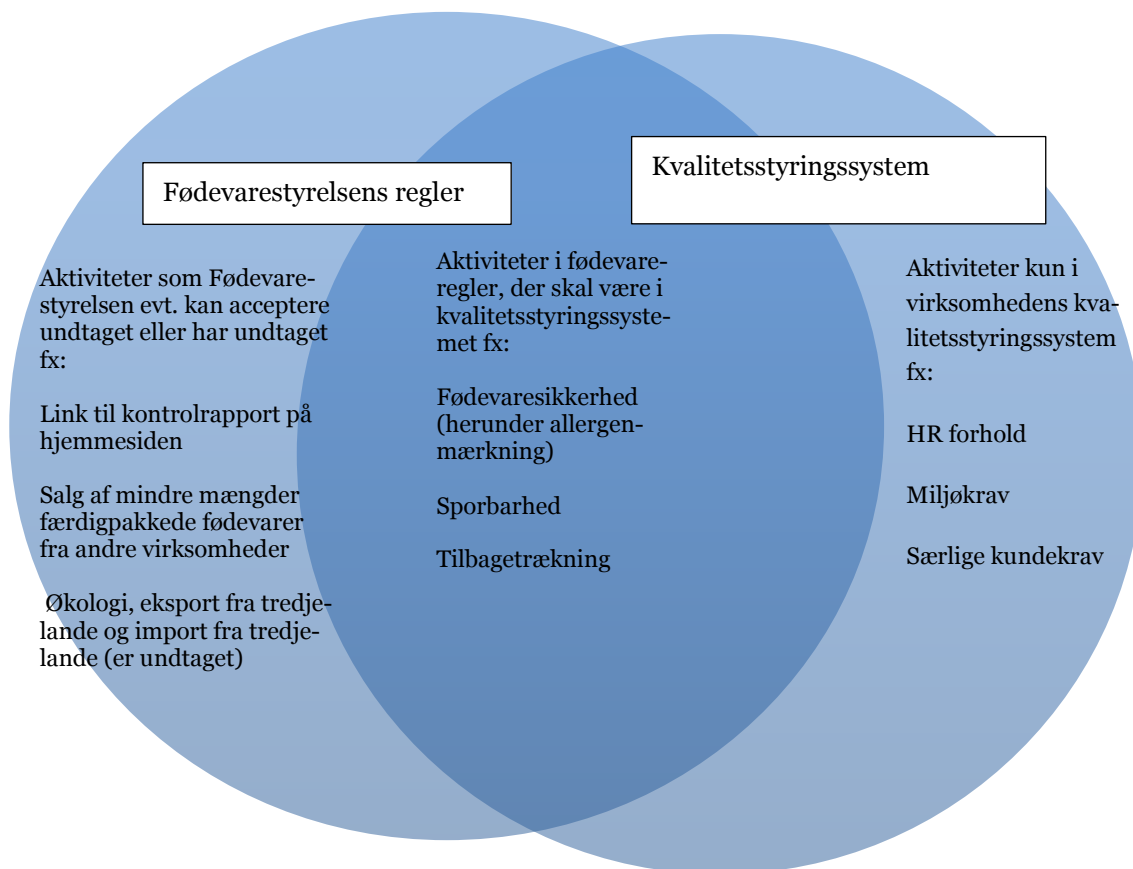 Fødevarestyrelsens regler
Kvalitetsstyringssystem
Aktiviteter som Fødevare-
styrelsen evt. kan acceptere
undtaget eller har undtaget
fx:
Link til kontrolrapport på
hjemmesiden
Salg af mindre mængder
færdigpakkede fødevarer
fra andre virksomheder
Økologi, eksport fra tredje-
lande og import fra tredje-
lande (er undtaget)
Aktiviteter i fødevare-
regler, der skal være i
kvalitetsstyringssyste-
met fx:
Fødevaresikkerhed
(herunder allergen-
mærkning)
Sporbarhed
Tilbagetrækning
Aktiviteter kun i
virksomhedens kva-
litetsstyringssystem
fx:
HR forhold
Miljøkrav
Særlige kundekrav